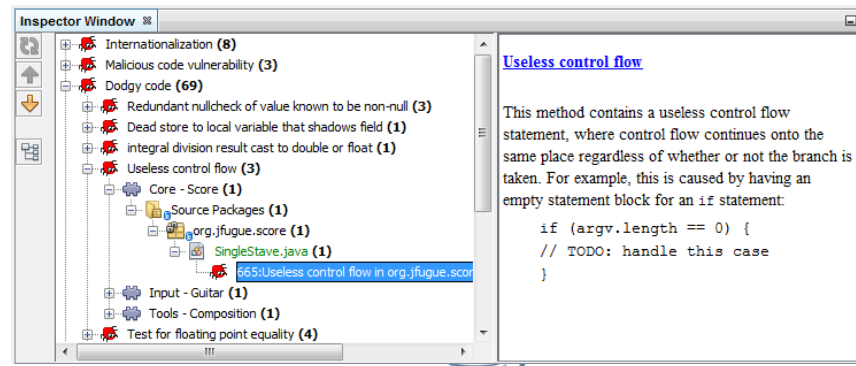 Inspector Window
Internationalization (8)
Malicious code vulnerability (3)
Dodgy code (69)
Redundant nullcheck of value known to be non-null (3)
Dead store to local variable that shadows field (1)
integral division result cast to double or float (1)
Useless control flow (3)
Core - Score (1)
Source Packages (1)
org.jfugue.score (1)
SingleStave.java (1)
665:Useless control flow in org.jfugue.scor
Input - Guitar (1)
Tools - Composition (1)
Test for floating point equality (4)
Useless control flow
This method contains a useless control flow
statement, where control flow continues onto the
same place regardless of whether or not the branch is
taken. For example, this is caused by having an
empty statement block for an if statement:
if (argv.length == 0) {
// TODO: handle this case
}